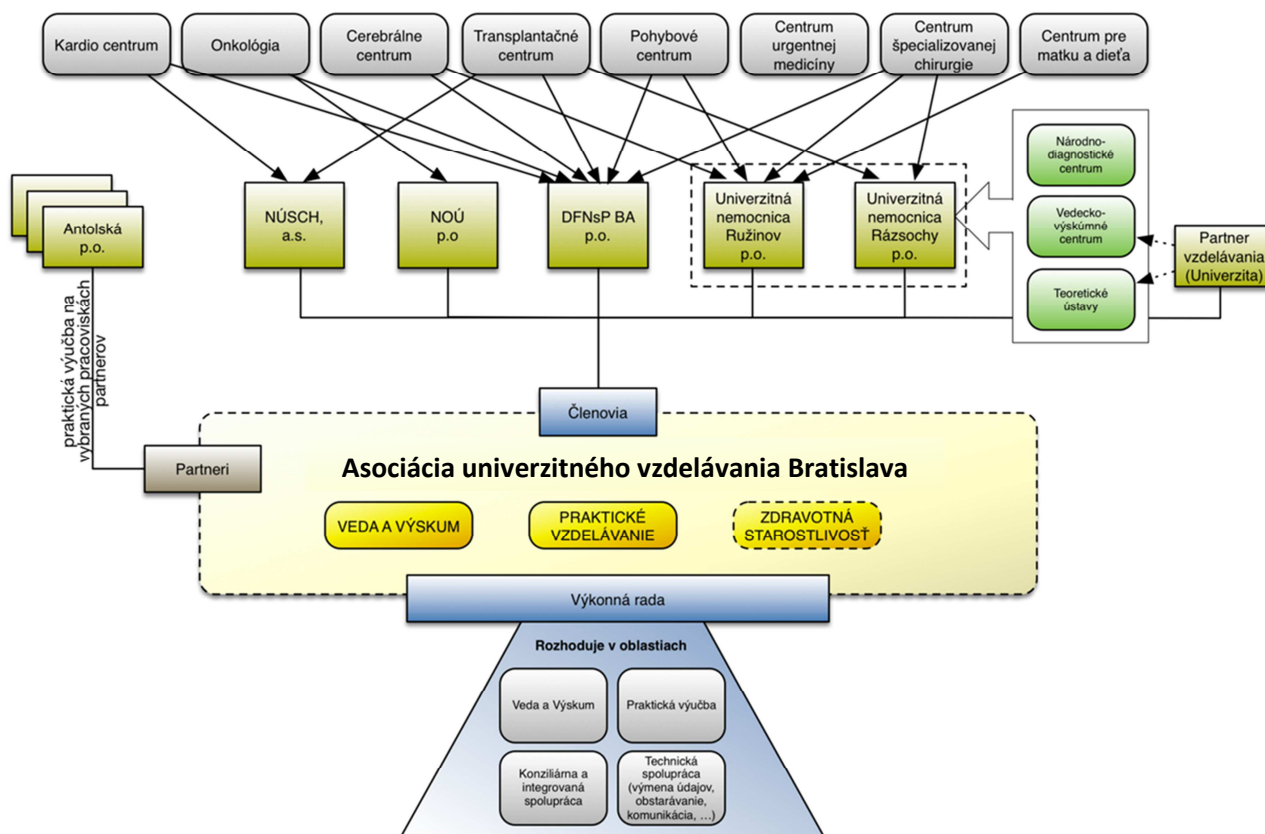 Kardio centrum
Onkológia
Cerebrálne
centrum
Transplantačné
centrum
Pohybové
centrum
Centrum
urgentnej
medicíny
Centrum
špecializovanej
chirurgie
Centrum pre
matku a dieťa
Antolská
p.o.
NÚSCH,
a.s.
NOÚ
p.o
DFNsP BA
p.o.
Univerzitná
nemocnica
Ružinov
p.o.
Univerzitná
nemocnica
Rázsochy
p.o.
Národno-
diagnostické
centrum
Vedecko-
výskúmné
centrum
Teoretické
ústavy
Partner
vzdelávania
(Univerzita)
praktická výučba na
vybraných pracoviskách
partnerov
Členovia
Partneri
Asociácia univerzitného vzdelávania Bratislava
VEDA A VÝSKUM
PRAKTICKÉ
VZDELÁVANIE
ZDRAVOTNÁ
STAROSTLIVOSŤ
Výkonná rada
Rozhoduje v oblastiach
Veda a Výskum
Praktická výučba
Konziliárna a
integrovaná
spolupráca
Technická
spolupráca
(výmena údajov,
obstarávanie,
komunikácia, ...)